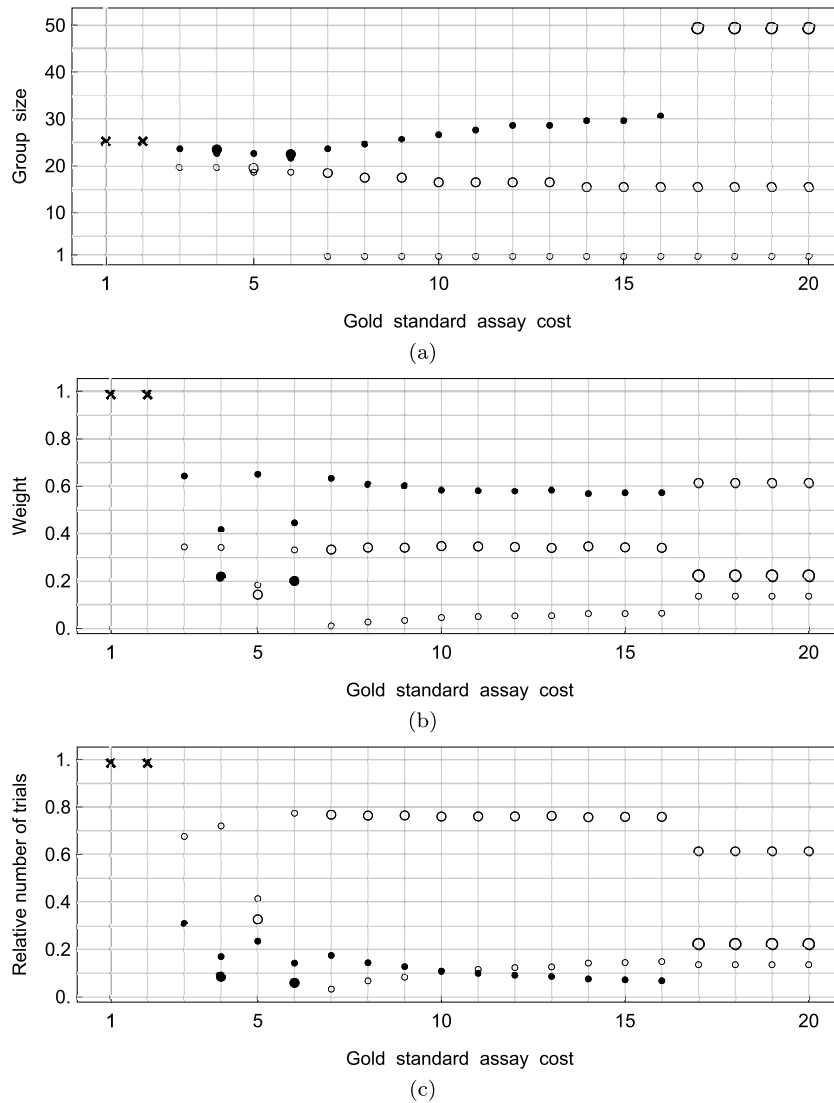 50
40
30
20
10
1
Group size
1 5 10 15 20
Gold standard assay cost
(a)
1.
0.8
0.6
0.4
0.2
0.
Weight
1 5 10 15 20
Gold standard assay cost
(b)
1.
0.8
0.6
0.4
0.2
0.
Relative number of trials
1 5 10 15 20
Gold standard assay cost
(c)